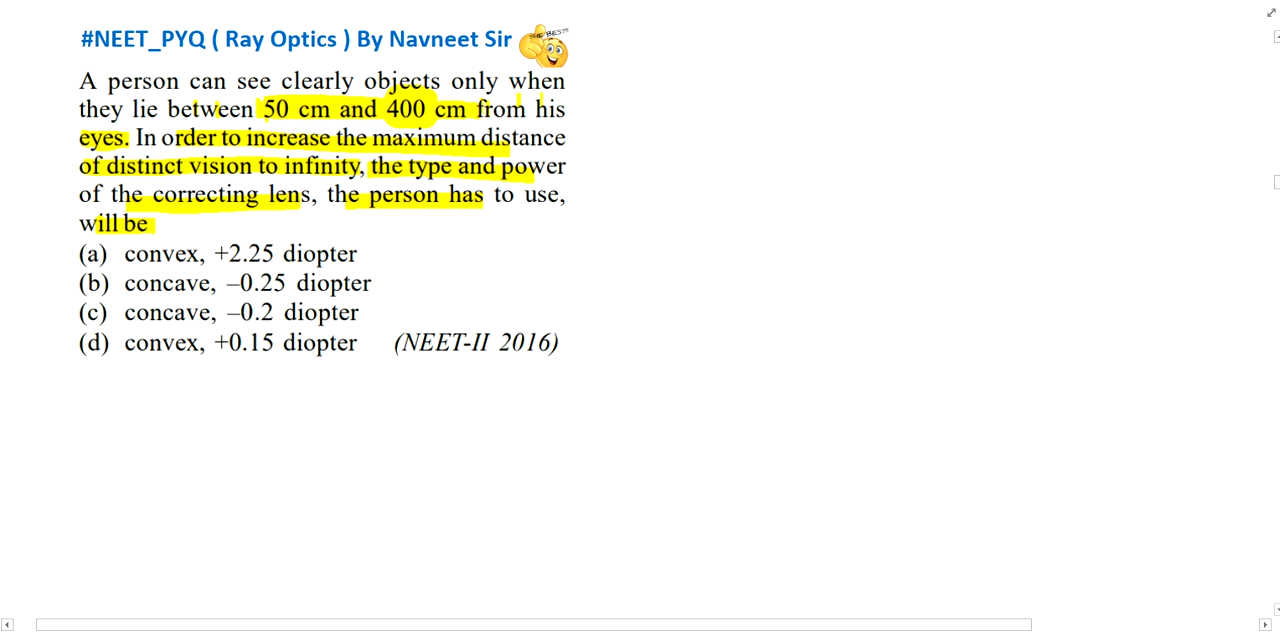 #NEET_PYQ ( Ray Optics ) By Navneet Sir
THE BEST!!
A person can see clearly objects only when
they lie between 50 cm and 400 cm from his
eyes. In order to increase the maximum distance
of distinct vision to infinity, the type and power
of the correcting lens, the person has to use,
will be
(a) convex, +2.25 diopter
(b) concave, –0.25 diopter
(c) concave, –0.2 diopter
(d) convex, +0.15 diopter (NEET-II 2016)